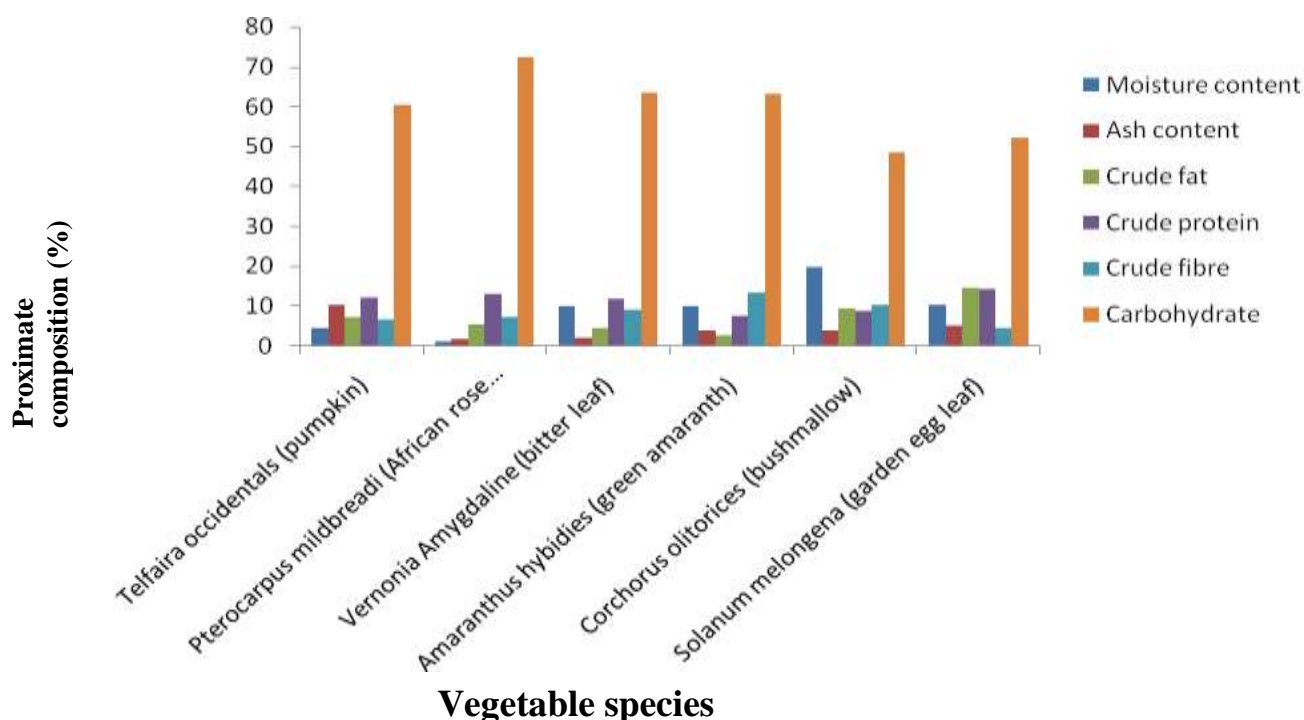 80
70
60
50
40
30
20
10
0
Proximate
composition (%)
Telfaira occidentals (pumpkin)
Pterocarpus mildbreadi (African rose...
Vernonia Amygdaline (bitter leaf)
Amaranthus hybidies (green amaranth)
Corchorus olitorices (bushmallow)
Solanum melongena (garden egg leaf)
Vegetable species
Moisture content
Ash content
Crude fat
Crude protein
Crude fibre
Carbohydrate